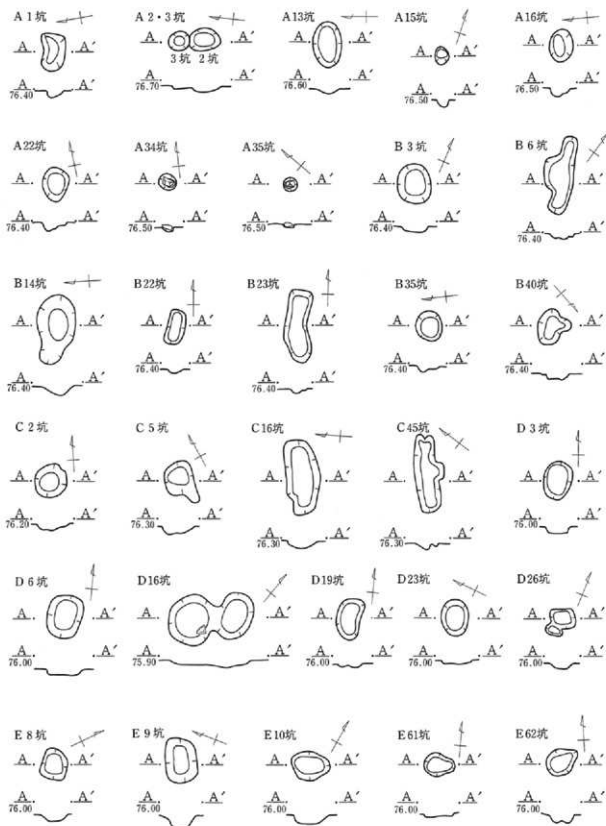 A 1坑 A 2・3坑 A13坑 A15坑 A16坑
A A′ A A′ A A′ A A′ A A′
3坑 2坑
A A′ A A′ A A′ A A′ A A′
76.40 76.70 76.60 76.50 76.50
A22坑 A34坑 A35坑 B 3坑 B 6坑
A A′ A A′ A A′ A A′ A A′
A A′ A A′ A A′ A A′ A A′
76.40 76.50 76.50 76.40 76.40
B14坑 B22坑 B23坑 B35坑 B40坑
A A′ A A′ A A′ A A′ A A′
A A′ A A′ A A′ A A′ A A′
76.40 76.40 76.40 76.40 76.40
C 2坑 C 5坑 C16坑 C45坑 D 3坑
A A′ A A′ A A′ A A′ A A′
A A′ A A′ A A′ A A′ A A′
76.20 76.30 76.30 76.30 76.00
D 6坑 D16坑 D19坑 D23坑 D26坑
A A′ A A′ A A′ A A′ A A′
A A′ A A′ A A′ A A′ A A′
76.00 75.90 76.00 76.00 76.00
E 8坑 E 9坑 E10坑 E61坑 E62坑
A A′ A A′ A A′ A A′ A A′
A A′ A A′ A A′ A A′ A A′
76.00 76.00 76.00 76.00 76.00